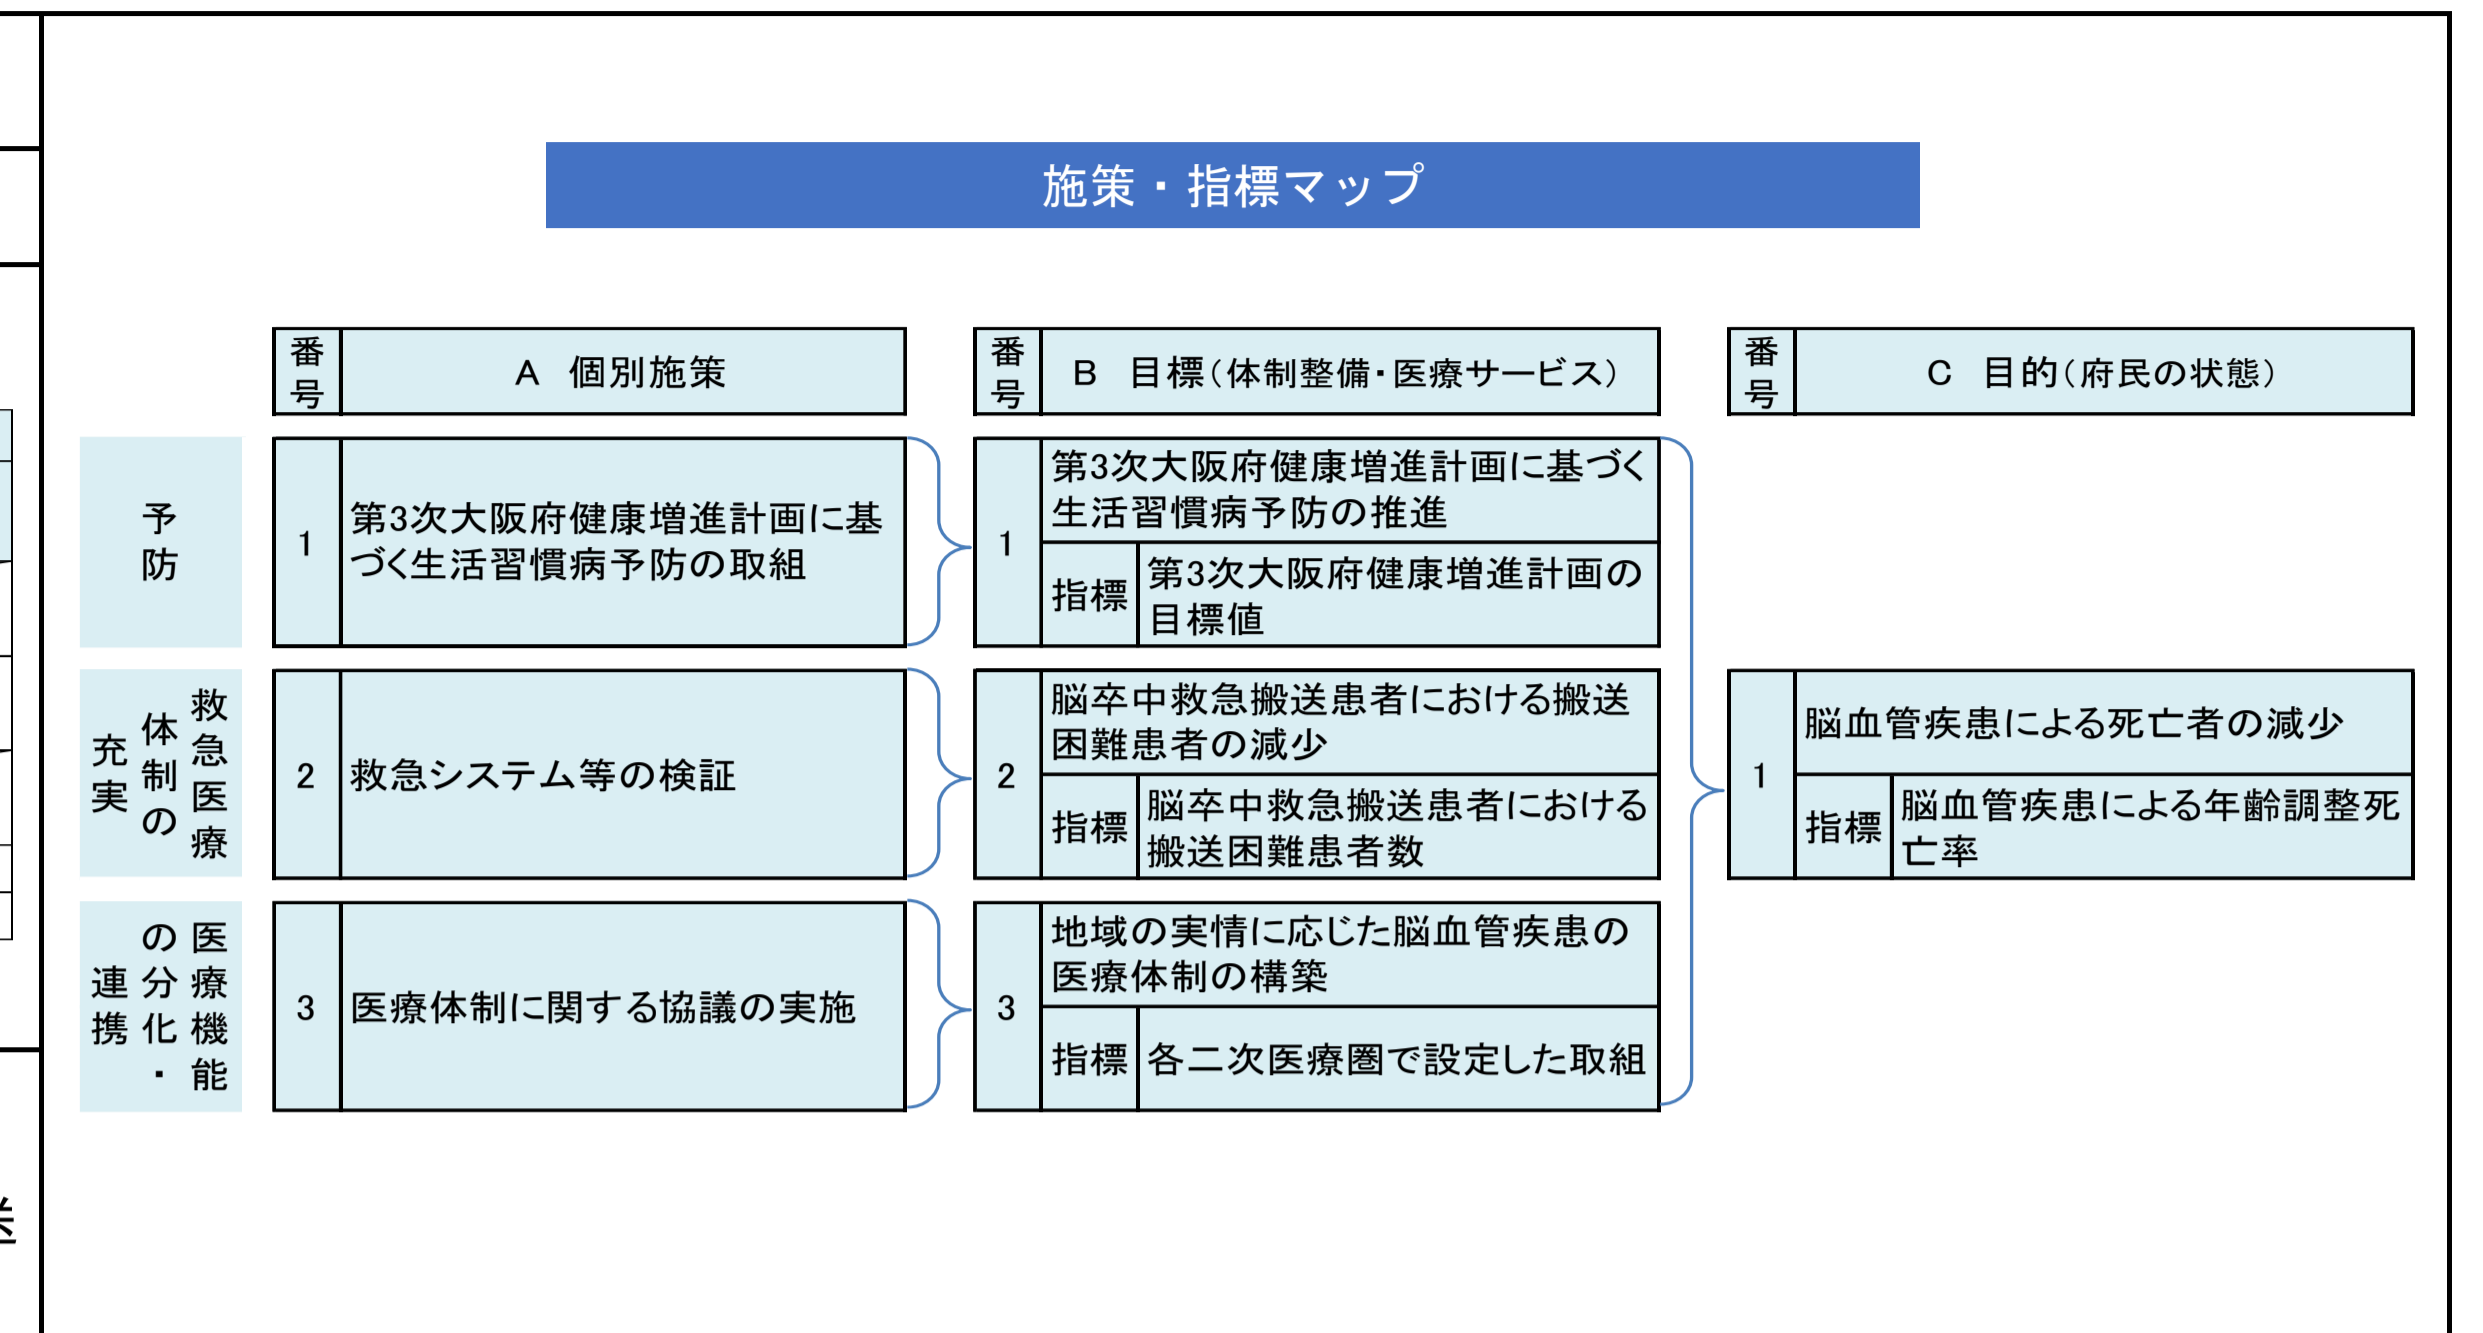 施策・指標マップ
番号
A 個別施策
番号
B 目標(体制整備・医療サービス)
番号
C 目的(府民の状態)
予防
1
第3次大阪府健康増進計画に基
づく生活習慣病予防の取組
1
第3次大阪府健康増進計画に基づく
生活習慣病予防の推進
指標
第3次大阪府健康増進計画の
目標値
救急医療
体制の
充実
2
救急システム等の検証
2
脳卒中救急搬送患者における搬送
困難患者の減少
指標
脳卒中救急搬送患者における
搬送困難患者数
1
脳血管疾患による死亡者の減少
指標
脳血管疾患による年齢調整死
亡率
医療機能
の分化・
連携
3
医療体制に関する協議の実施
3
地域の実情に応じた脳血管疾患の
医療体制の構築
指標
各二次医療圏で設定した取組